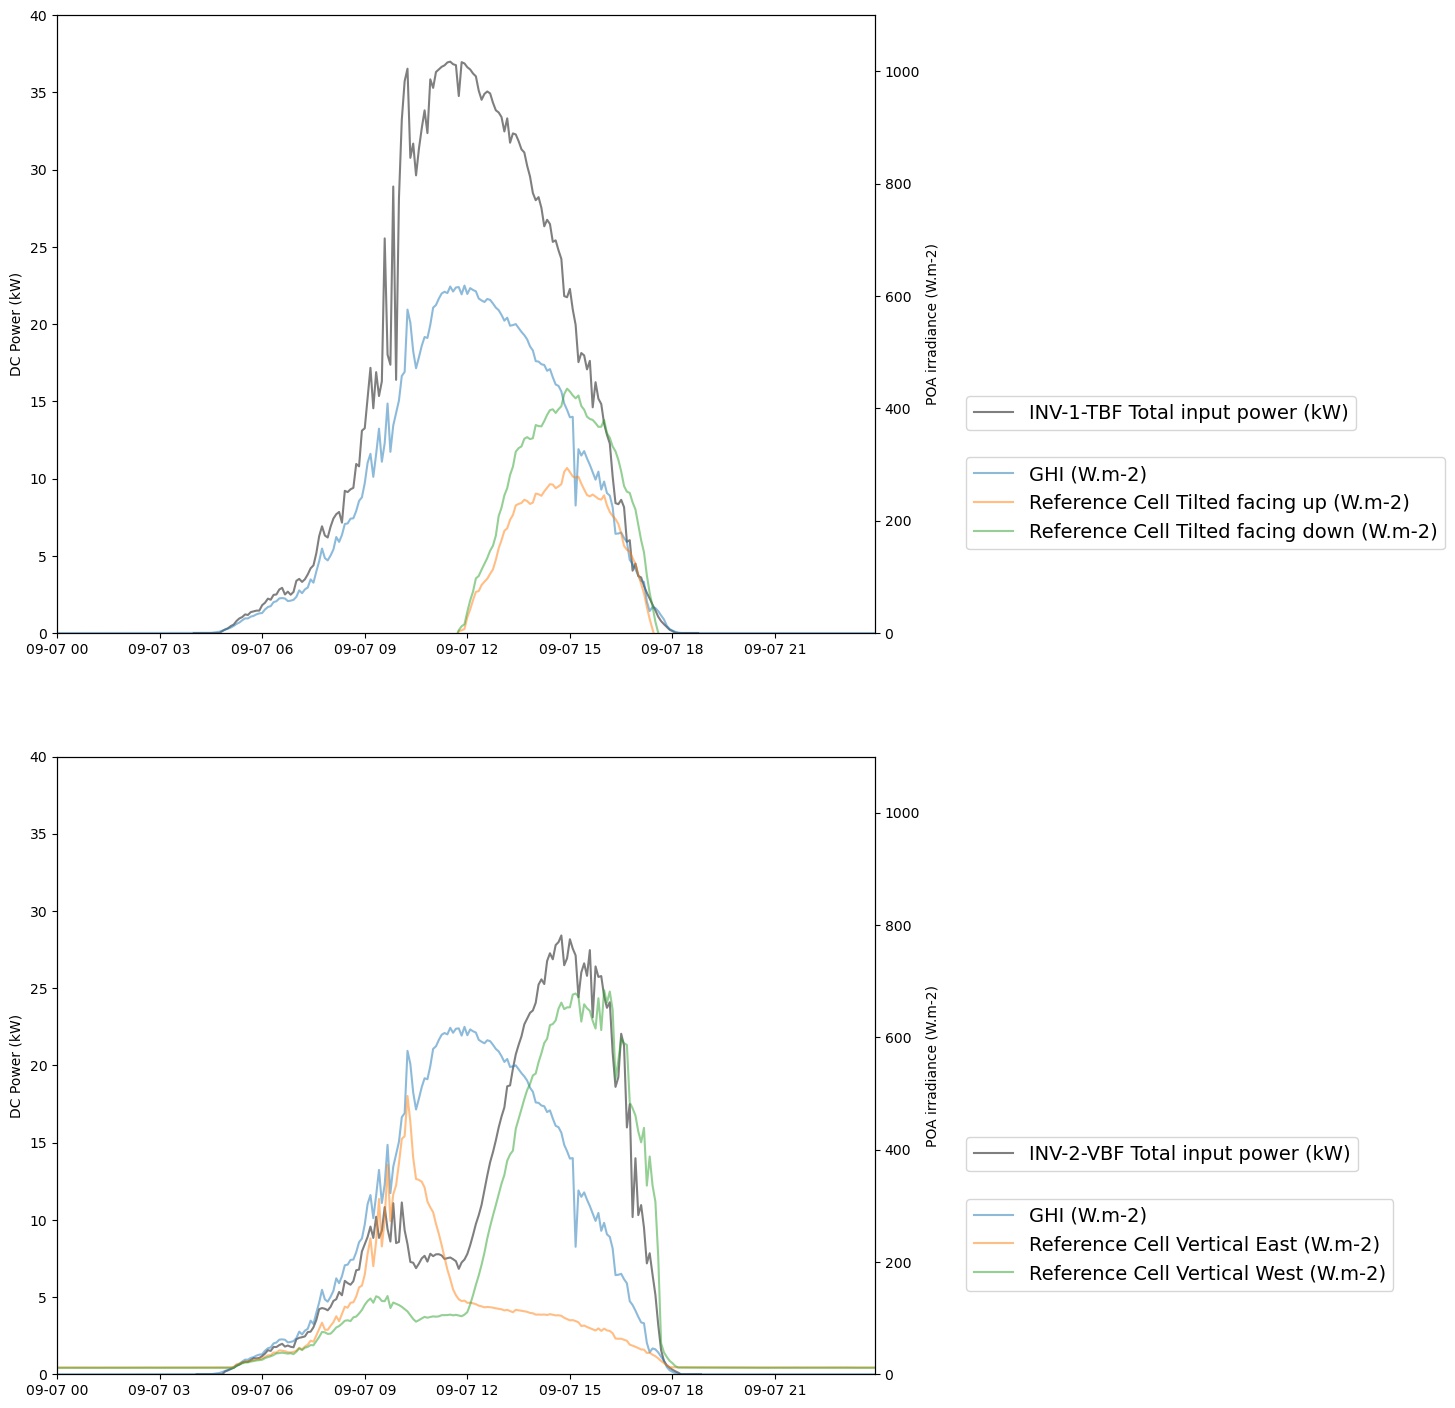 40
35
30
25
20
15
10
5
0
DC Power (kW)
1000
800
600
400
200
0
POA irradiance (W.m-2)
09-07 00 09-07 03 09-07 06 09-07 09 09-07 12 09-07 15 09-07 18 09-07 21
INV-1-TBF Total input power (kW)
GHI (W.m-2)
Reference Cell Tilted facing up (W.m-2)
Reference Cell Tilted facing down (W.m-2)
40
35
30
25
20
15
10
5
0
DC Power (kW)
1000
800
600
400
200
0
POA irradiance (W.m-2)
09-07 00 09-07 03 09-07 06 09-07 09 09-07 12 09-07 15 09-07 18 09-07 21
INV-2-VBF Total input power (kW)
GHI (W.m-2)
Reference Cell Vertical East (W.m-2)
Reference Cell Vertical West (W.m-2)